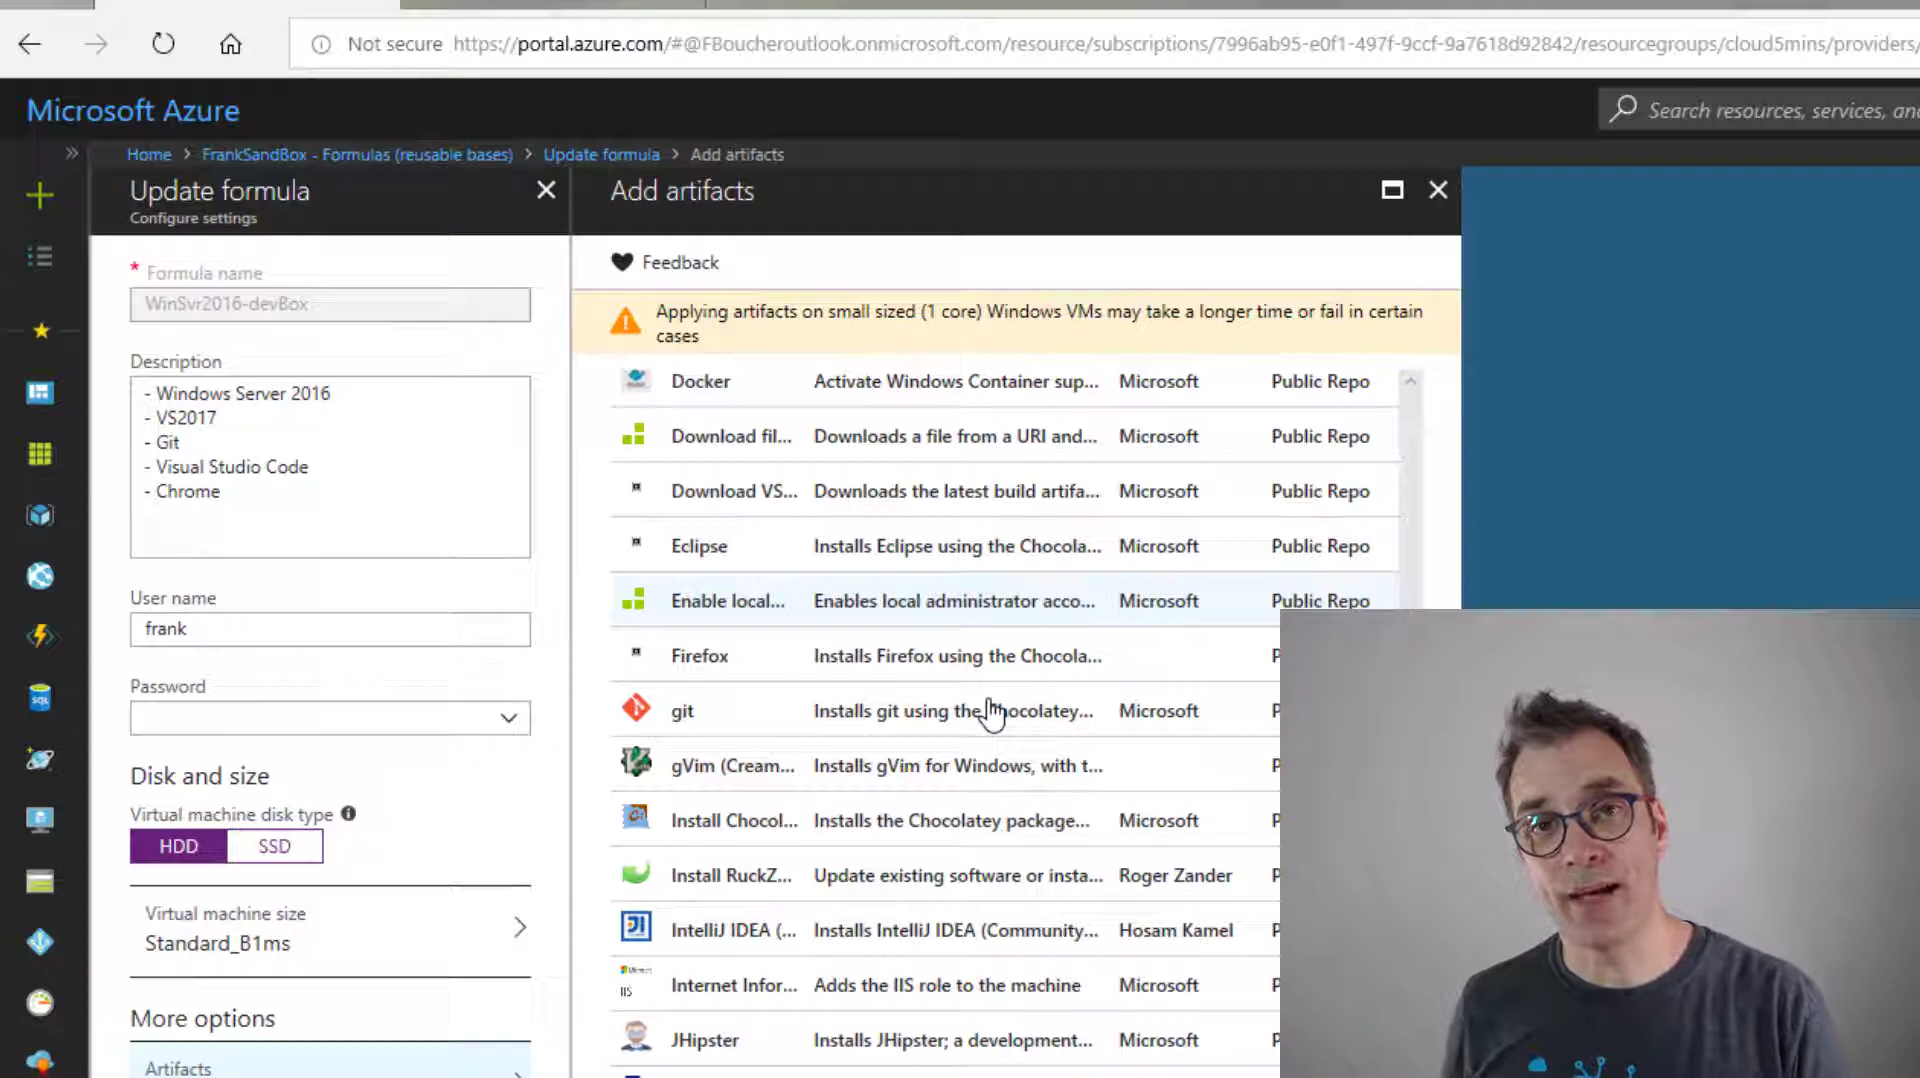 Not secure https://portal.azure.com/#@FBoucheroutlook.onmicrosoft.com/resource/subscriptions/7996ab95-e0f1-497f-9ccf-9a7618d92842/resourcegroups/cloud5mins/providers/
Microsoft Azure
Search resources, services, and
Home > FrankSandBox - Formulas (reusable bases) > Update formula > Add artifacts
Update formula
Configure settings
* Formula name
WinSvr2016-devBox
Description
- Windows Server 2016
- VS2017
- Git
- Visual Studio Code
- Chrome
User name
frank
Password
Disk and size
Virtual machine disk type
HDD SSD
Virtual machine size
Standard_B1ms
More options
Artifacts
Add artifacts
Feedback
Applying artifacts on small sized (1 core) Windows VMs may take a longer time or fail in certain
cases
Docker Activate Windows Container sup... Microsoft Public Repo
Download fil... Downloads a file from a URI and... Microsoft Public Repo
Download VS... Downloads the latest build artifa... Microsoft Public Repo
Eclipse Installs Eclipse using the Chocola... Microsoft Public Repo
Enable local... Enables local administrator acco... Microsoft Public Repo
Firefox Installs Firefox using the Chocola... P
git Installs git using the Chocolatey... Microsoft P
gVim (Cream... Installs gVim for Windows, with t... P
Install Chocol... Installs the Chocolatey package... Microsoft P
Install RuckZ... Update existing software or insta... Roger Zander P
IntelliJ IDEA (... Installs IntelliJ IDEA (Community... Hosam Kamel P
Internet Infor... Adds the IIS role to the machine Microsoft P
JHipster Installs JHipster; a development... Microsoft P